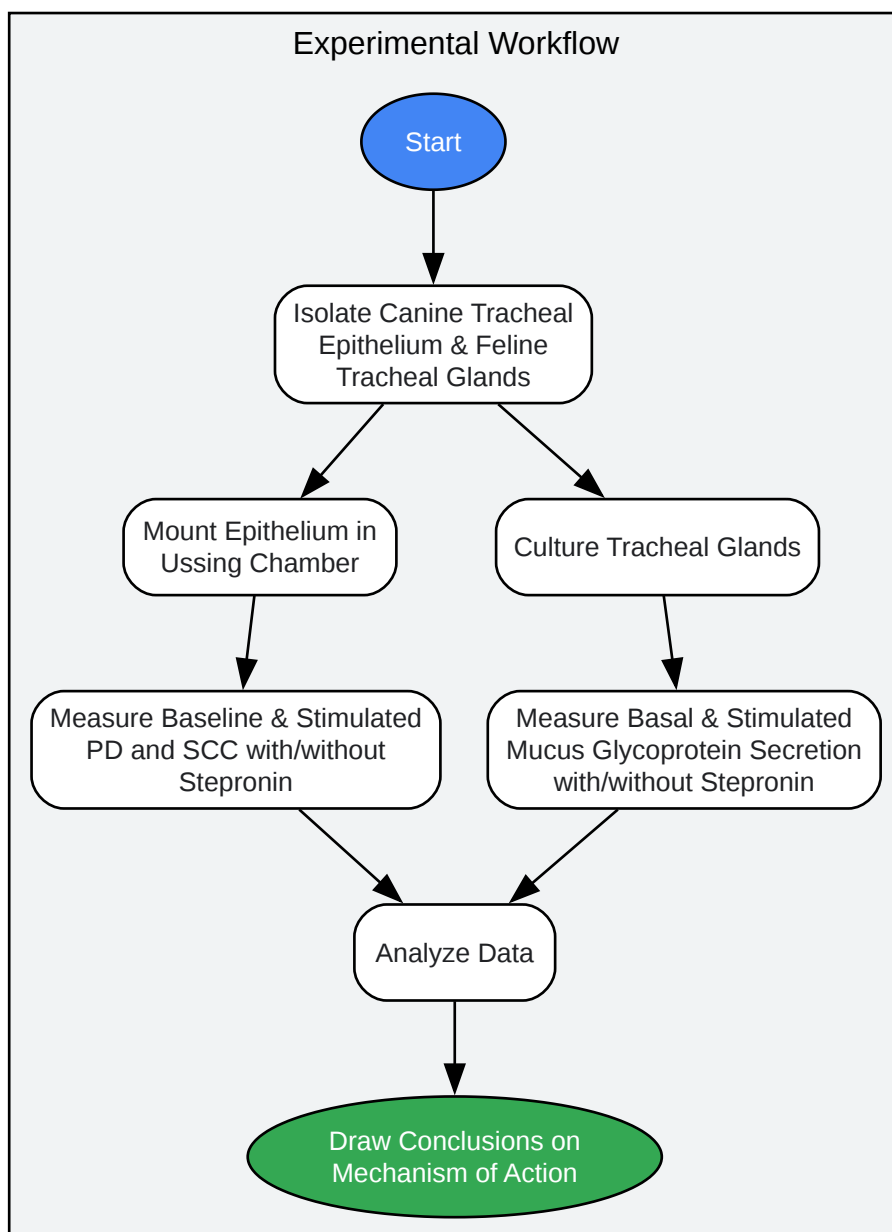 Experimental Workflow
Start
Isolate Canine Tracheal
Epithelium & Feline
Tracheal Glands
Mount Epithelium in
Ussing Chamber
Culture Tracheal Glands
Measure Baseline & Stimulated
PD and SCC with/without
Stepronin
Measure Basal & Stimulated
Mucus Glycoprotein Secretion
with/without Stepronin
Analyze Data
Draw Conclusions on
Mechanism of Action